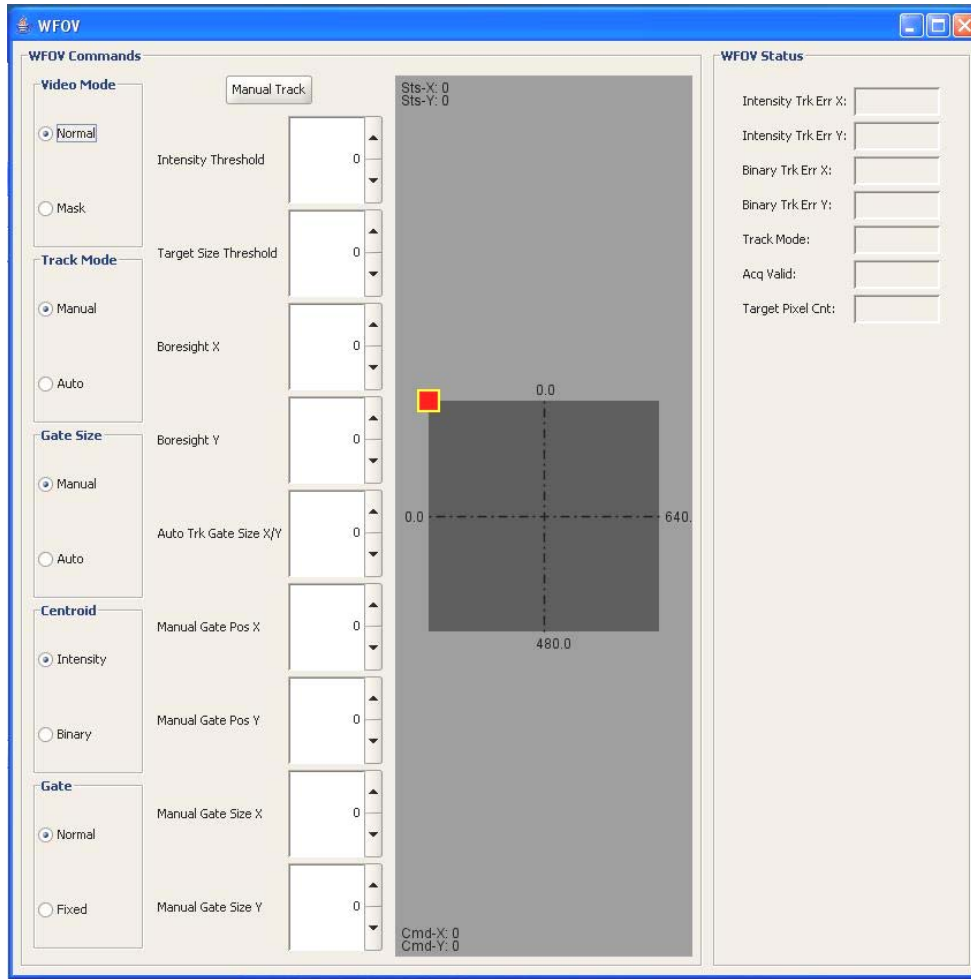 WFOV
WFOV Commands
Video Mode
Normal
Mask
Track Mode
Manual
Auto
Gate Size
Manual
Auto
Centroid
Intensity
Binary
Gate
Normal
Fixed
Manual Track
Intensity Threshold 0
Target Size Threshold 0
Boresight X 0
Boresight Y 0
Auto Trk Gate Size X/Y 0
Manual Gate Pos X 0
Manual Gate Pos Y 0
Manual Gate Size X 0
Manual Gate Size Y 0
Sts-X: 0
Sts-Y: 0
0.0
0.0
640.
480.0
Cmd-X: 0
Cmd-Y: 0
WFOV Status
Intensity Trk Err X:
Intensity Trk Err Y:
Binary Trk Err X:
Binary Trk Err Y:
Track Mode:
Acq Valid:
Target Pixel Cnt: